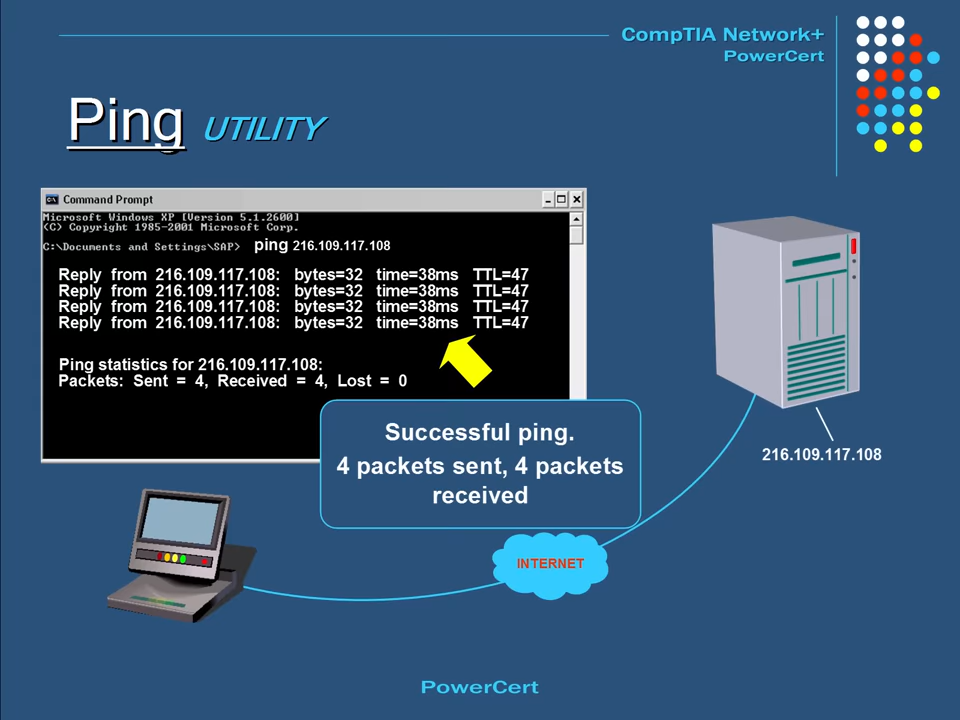 CompTIA Network+
PowerCert
Ping UTILITY
Command Prompt
Microsoft Windows XP [Version 5.1.2600]
(C) Copyright 1985-2001 Microsoft Corp.
C:\Documents and Settings\SAP> ping 216.109.117.108
Reply from 216.109.117.108: bytes=32 time=38ms TTL=47
Reply from 216.109.117.108: bytes=32 time=38ms TTL=47
Reply from 216.109.117.108: bytes=32 time=38ms TTL=47
Reply from 216.109.117.108: bytes=32 time=38ms TTL=47
Ping statistics for 216.109.117.108:
Packets: Sent = 4, Received = 4, Lost = 0
Successful ping.
4 packets sent, 4 packets
received
216.109.117.108
INTERNET
PowerCert